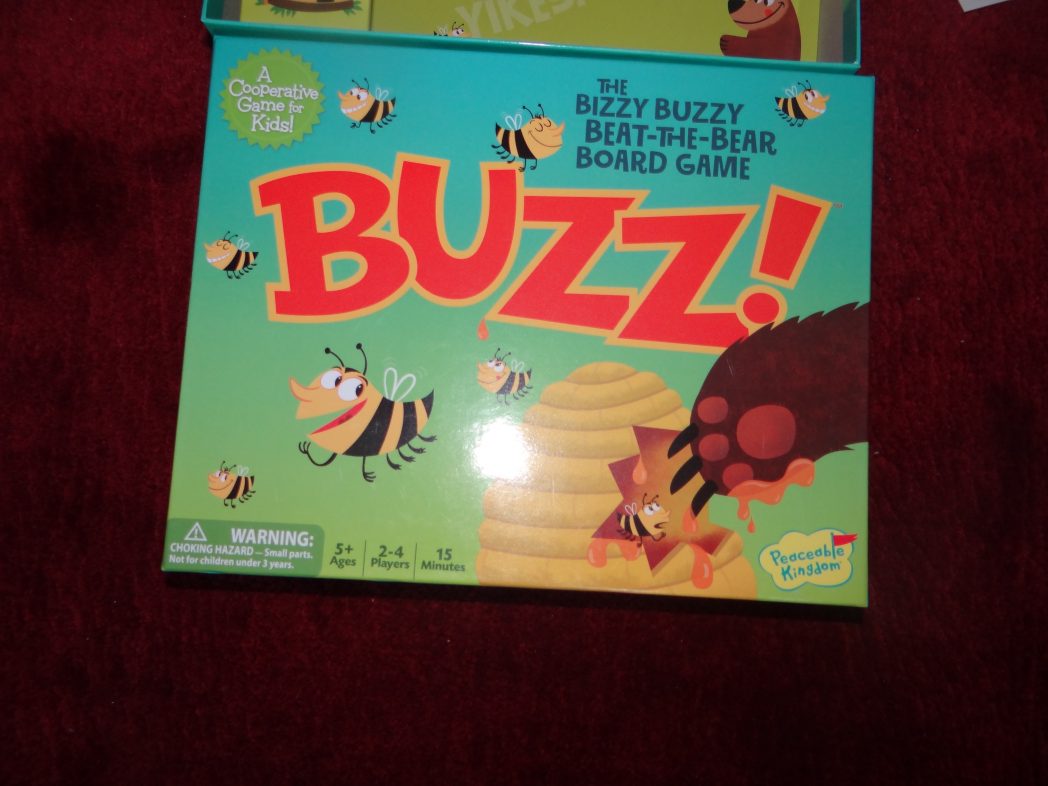 YIKES!
A
Cooperative
Game for
Kids!
THE
BIZZY BUZZY
BEAT-THE-BEAR
BOARD GAME
BUZZ!
WARNING:
CHOKING HAZARD — Small parts.
Not for children under 3 years.
5+
Ages
2-4
Players
15
Minutes
Peaceable
Kingdom